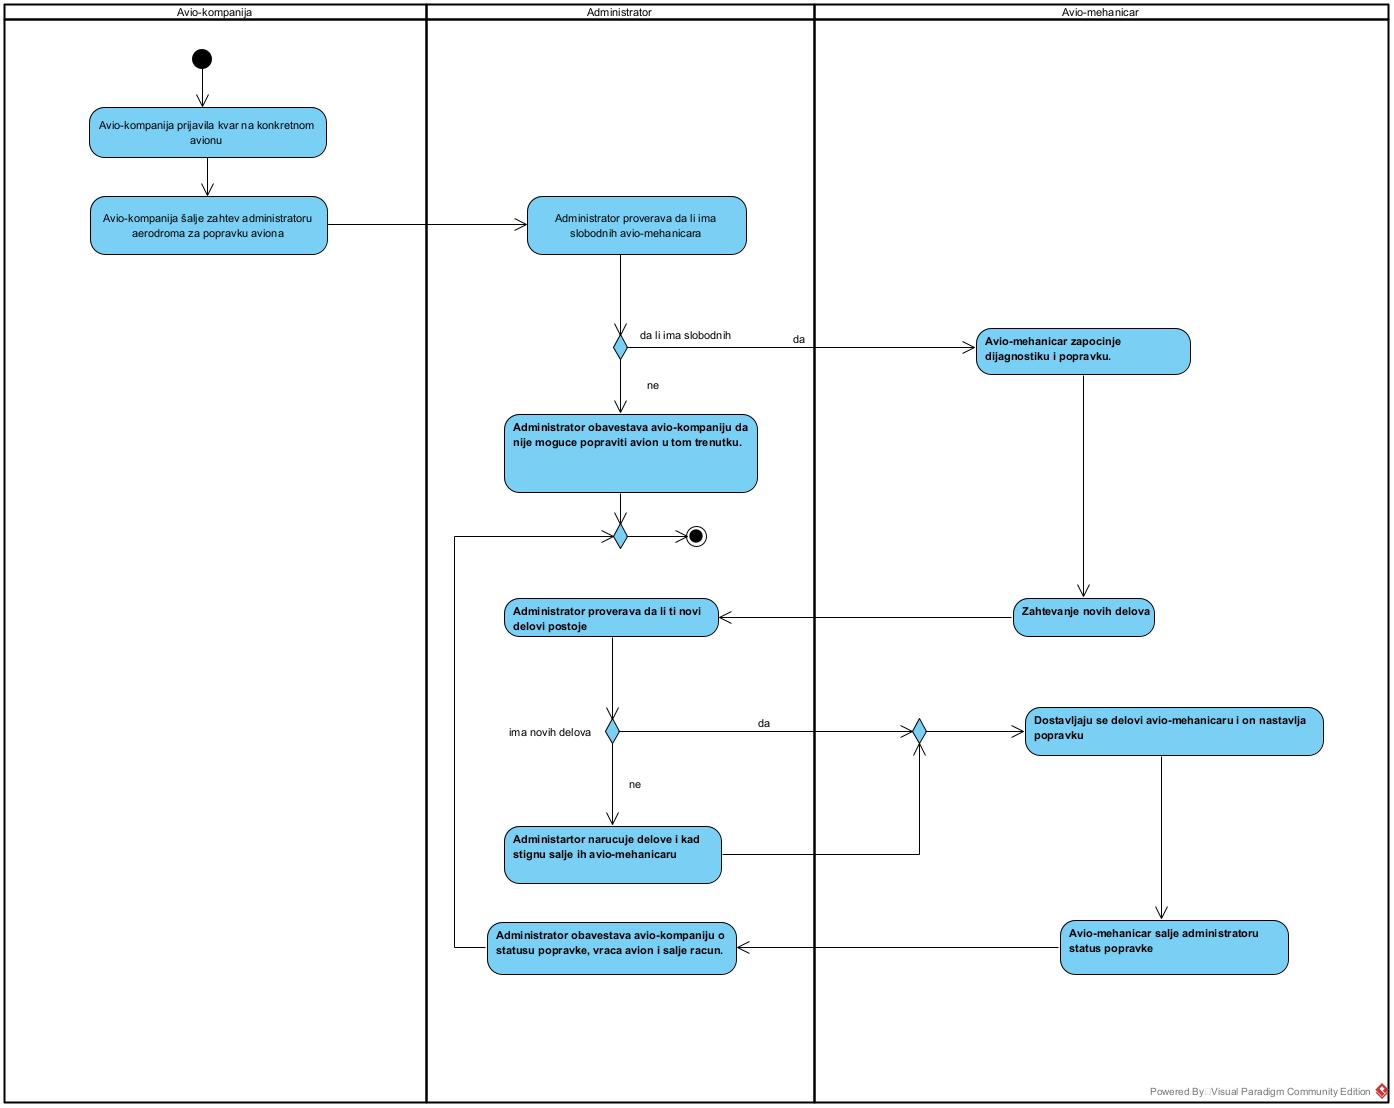 Avio-kompanija
Administrator
Avio-mehanicar
Avio-kompanija prijavila kvar na konkretnom
avionu
Avio-kompanija šalje zahtev administratoru
aerodroma za popravku aviona
Administrator proverava da li ima
slobodnih avio-mehanicara
da li ima slobodnih
da
Avio-mehanicar zapocinje
dijagnostiku i popravku.
ne
Administrator obavestava avio-kompaniju da
nije moguce popraviti avion u tom trenutku.
Administrator proverava da li ti novi
delovi postoje
Zahtevanje novih delova
ima novih delova
da
Dostavljaju se delovi avio-mehanicaru i on nastavlja
popravku
ne
Administartor narucuje delove i kad
stignu salje ih avio-mehanicaru
Administrator obavestava avio-kompaniju o
statusu popravke, vraca avion i salje racun.
Avio-mehanicar salje administratoru
status popravke
Powered By Visual Paradigm Community Edition